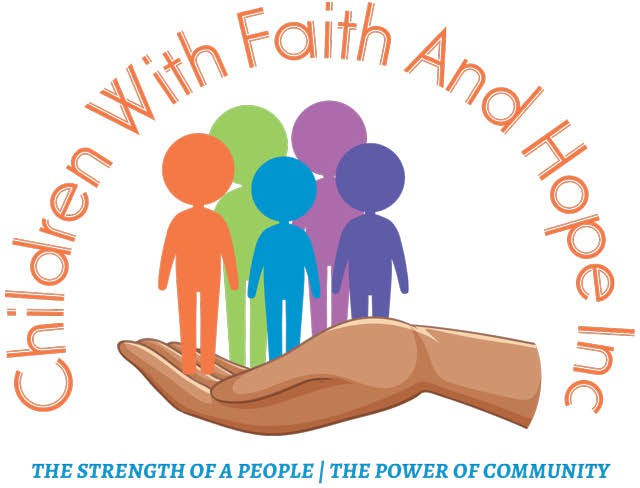 Children With Faith And Hope Inc
THE STRENGTH OF A PEOPLE | THE POWER OF COMMUNITY